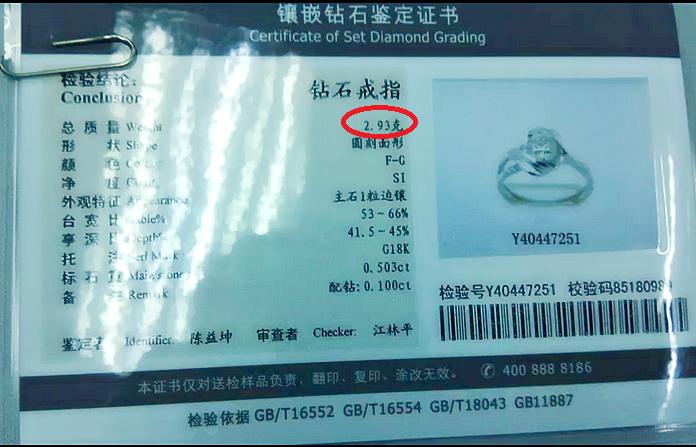 镶嵌钻石鉴定证书
Certificate of Set Diamond Grading
检验结论:
Conclusion
钻石戒指
总质量 Weight 2.93克
形状 Shape 圆刻面形
颜色 Colour F-G
净度 Clarity SI
外观特征 Appearance 主石1粒迫镶
台宽比 Table% 53~66%
亭深比 Depth% 41.5~45%
托 Setd Mark: G18K
标石 Main stone 0.503ct
备 Remark 配钻:0.100ct
鉴定者 Identifier: 陈益坤 审查者 Checker: 江林平
Y40447251
检验号Y40447251 校验码85180989
本证书仅对送检样品负责,翻印、复印、涂改无效。 400 888 8186
检验依据 GB/T16552 GB/T16554 GB/T18043 GB11887